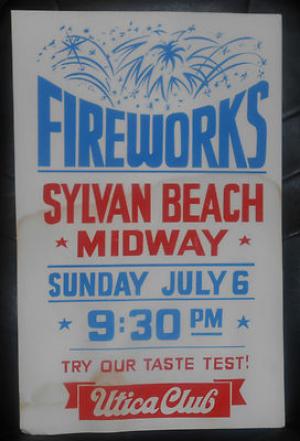 FIREWORKS
SYLVAN BEACH
★ MIDWAY ★
SUNDAY JULY 6
★ 9:30 PM ★
TRY OUR TASTE TEST!
Utica Club